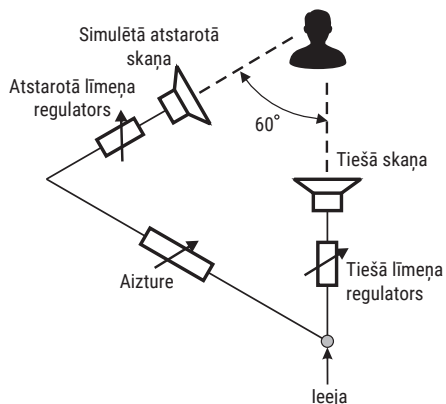 Simulētā atstarotā
skaņa
Atstarotā līmeņa
regulators
60°
Tiešā skaņa
Aizture
Tiešā līmeņa
regulators
Ieeja